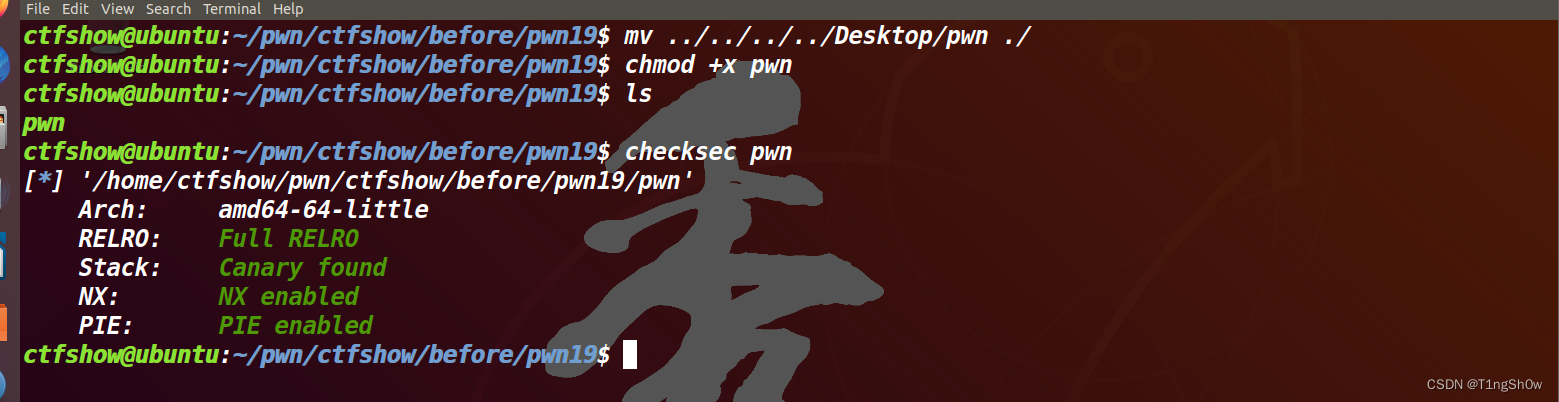 File Edit View Search Terminal Help
ctfshow@ubuntu:~/pwn/ctfshow/before/pwn19$ mv ../../../../Desktop/pwn ./
ctfshow@ubuntu:~/pwn/ctfshow/before/pwn19$ chmod +x pwn
ctfshow@ubuntu:~/pwn/ctfshow/before/pwn19$ ls
pwn
ctfshow@ubuntu:~/pwn/ctfshow/before/pwn19$ checksec pwn
[*] '/home/ctfshow/pwn/ctfshow/before/pwn19/pwn'
    Arch:     amd64-64-little
    RELRO:    Full RELRO
    Stack:    Canary found
    NX:       NX enabled
    PIE:      PIE enabled
ctfshow@ubuntu:~/pwn/ctfshow/before/pwn19$
CSDN @T1ngSh0w